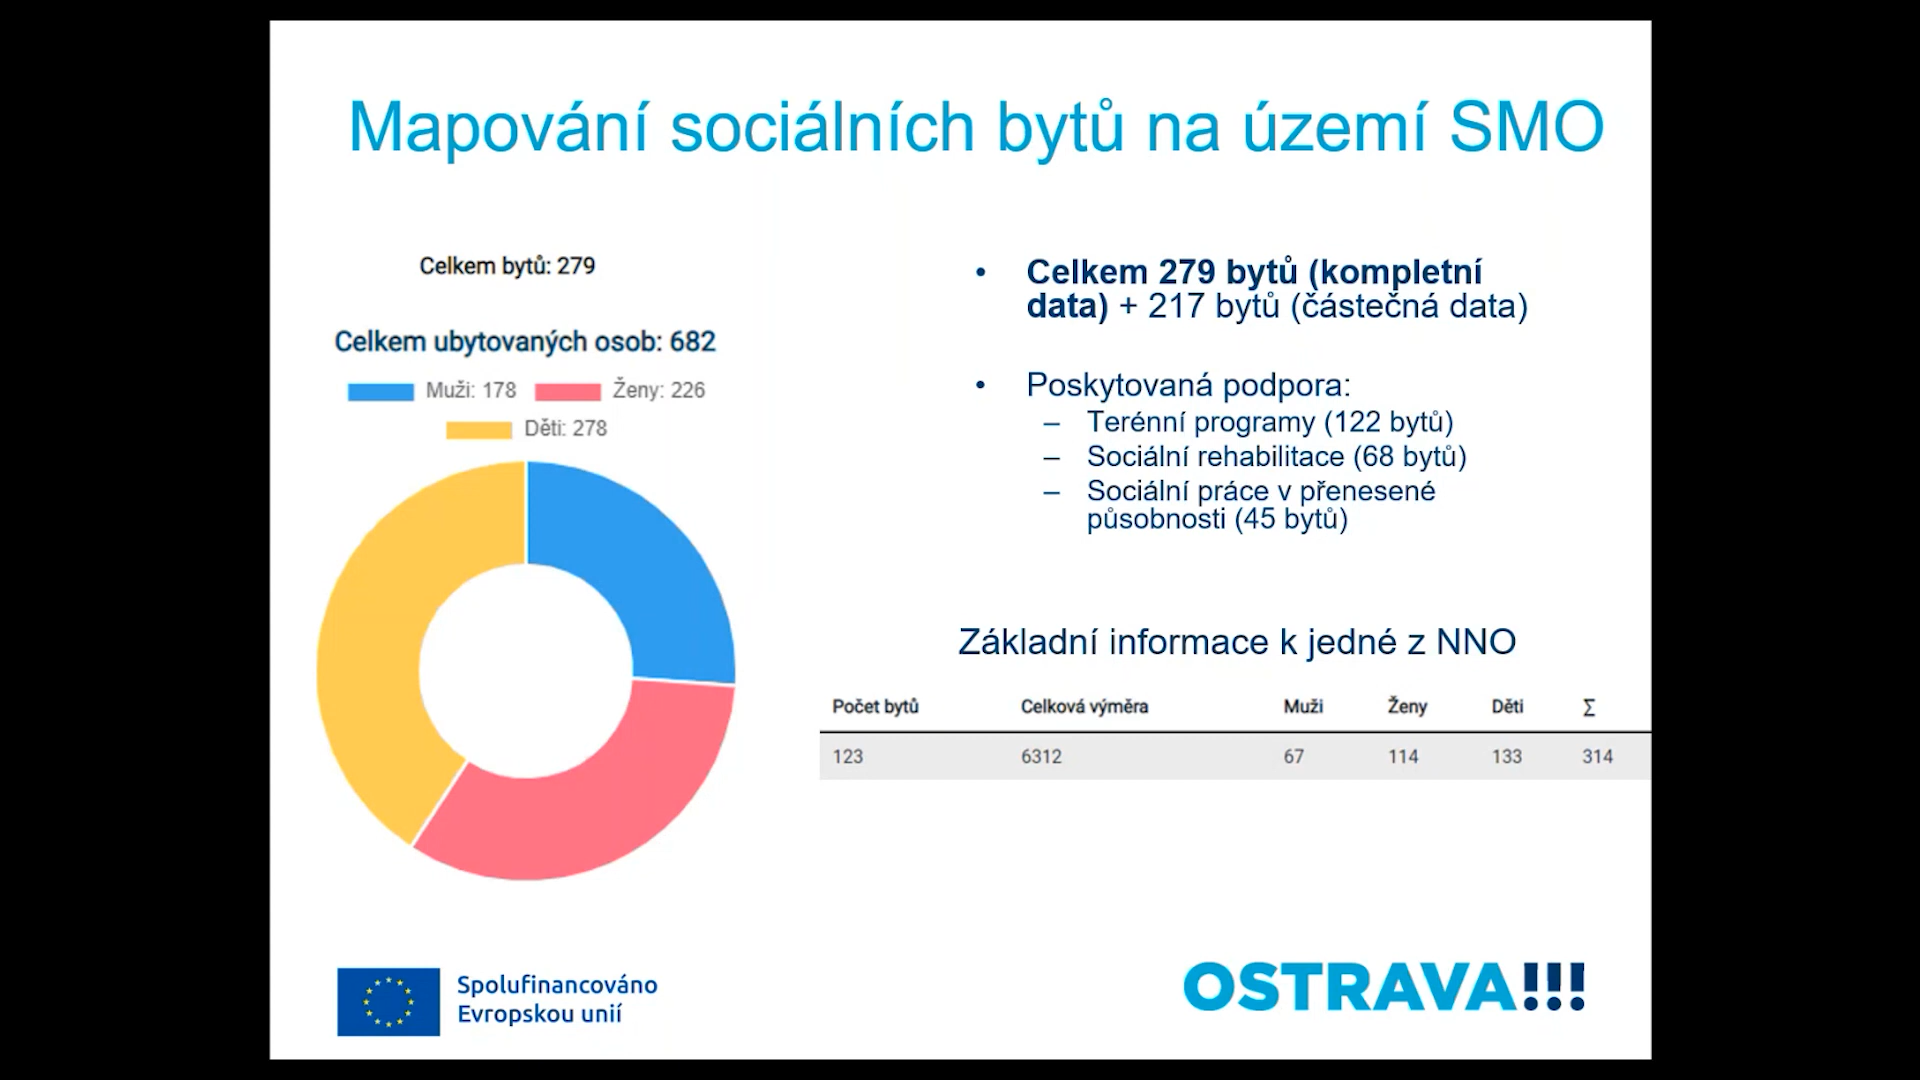 Mapování sociálních bytů na území SMO
Celkem bytů: 279
Celkem ubytovaných osob: 682
Muži: 178 Ženy: 226
Děti: 278
• Celkem 279 bytů (kompletní
data) + 217 bytů (částečná data)
• Poskytovaná podpora:
– Terénní programy (122 bytů)
– Sociální rehabilitace (68 bytů)
– Sociální práce v přenesené
působnosti (45 bytů)
Základní informace k jedné z NNO
Počet bytů Celková výměra Muži Ženy Děti Σ
123 6312 67 114 133 314
Spolufinancováno
Evropskou unií
OSTRAVA!!!